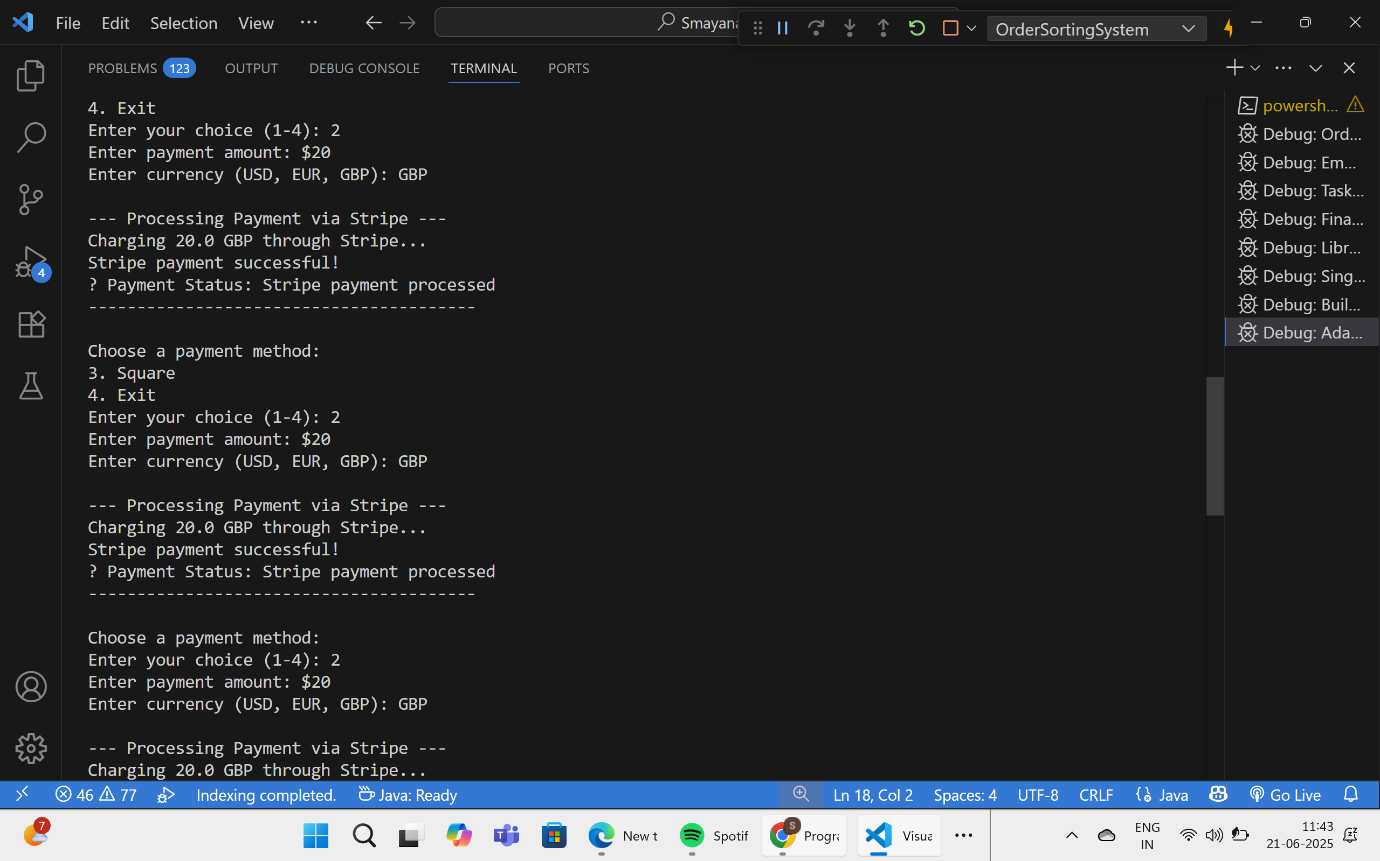 File Edit Selection View ···
Smayana
OrderSortingSystem
PROBLEMS 123 OUTPUT DEBUG CONSOLE TERMINAL PORTS
4. Exit
Enter your choice (1-4): 2
Enter payment amount: $20
Enter currency (USD, EUR, GBP): GBP
--- Processing Payment via Stripe ---
Charging 20.0 GBP through Stripe...
Stripe payment successful!
? Payment Status: Stripe payment processed
----------------------------------------
Choose a payment method:
3. Square
4. Exit
Enter your choice (1-4): 2
Enter payment amount: $20
Enter currency (USD, EUR, GBP): GBP
--- Processing Payment via Stripe ---
Charging 20.0 GBP through Stripe...
Stripe payment successful!
? Payment Status: Stripe payment processed
----------------------------------------
Choose a payment method:
Enter your choice (1-4): 2
Enter payment amount: $20
Enter currency (USD, EUR, GBP): GBP
--- Processing Payment via Stripe ---
Charging 20.0 GBP through Stripe...
powersh...
Debug: Ord...
Debug: Em...
Debug: Task...
Debug: Fina...
Debug: Libr...
Debug: Sing...
Debug: Buil...
Debug: Ada...
4
46 77 Indexing completed. Java: Ready
Ln 18, Col 2 Spaces: 4 UTF-8 CRLF Java Go Live
7
New t
Spotif
S
Progra
Visua
ENG
IN
11:43
21-06-2025